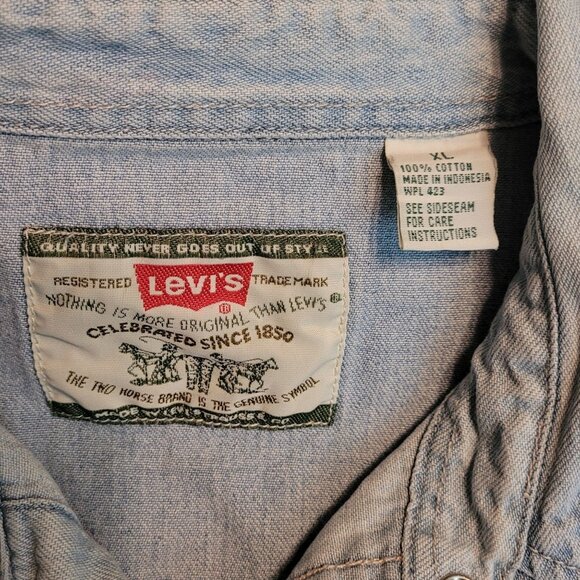 QUALITY NEVER GOES OUT OF STYLE
REGISTERED Levi's TRADEMARK
NOTHING IS MORE ORIGINAL THAN LEVI'S ®
CELEBRATED SINCE 1850
THE TWO HORSE BRAND IS THE GENUINE SYMBOL
XL
100% COTTON
MADE IN INDONESIA
WPL 423
SEE SIDESEAM
FOR CARE
INSTRUCTIONS